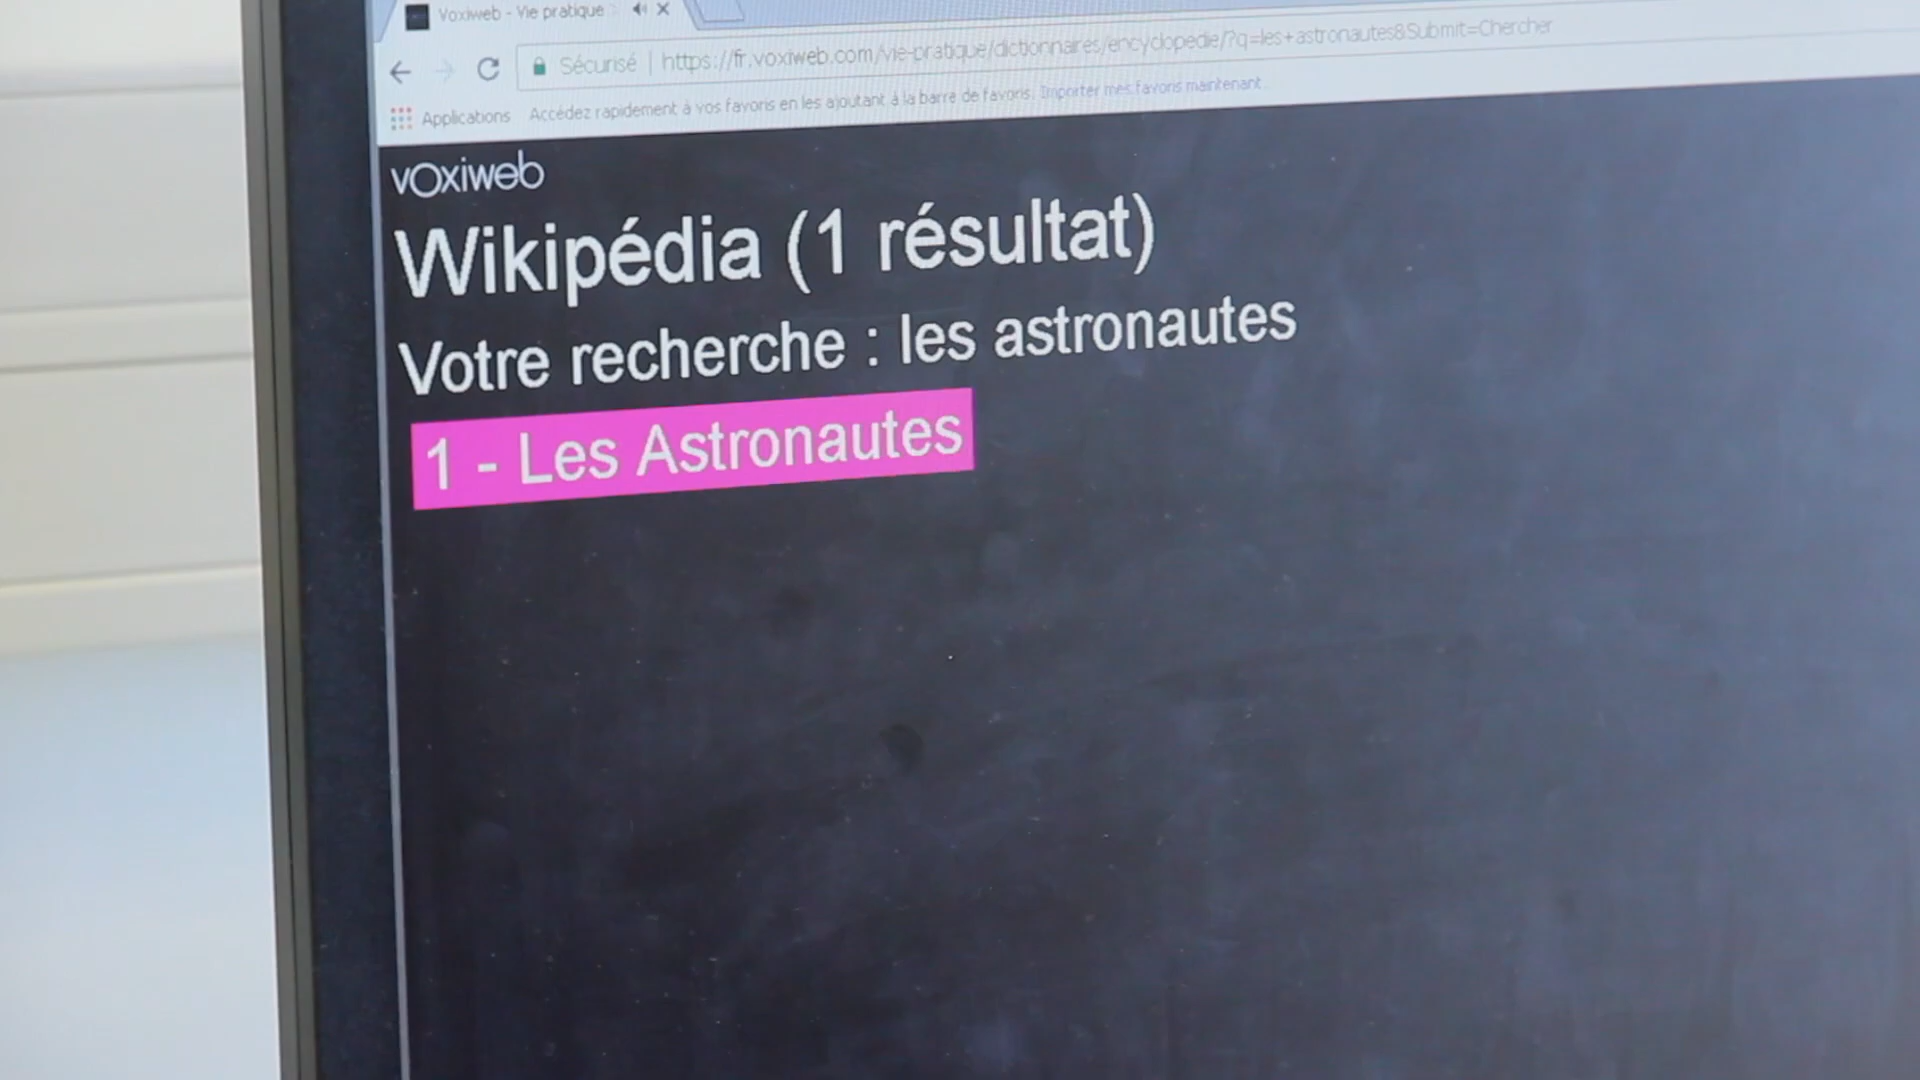 Voxiweb - Vie pratique
Sécurisé | https://fr.voxiweb.com/vie-pratique/dictionnaires/encyclopedie/?q=les+astronautes&Submit=Chercher
Applications Accédez rapidement à vos favoris en les ajoutant à la barre de favoris. Importer mes favoris maintenant...
vOxiweb
Wikipédia (1 résultat)
Votre recherche : les astronautes
1 - Les Astronautes